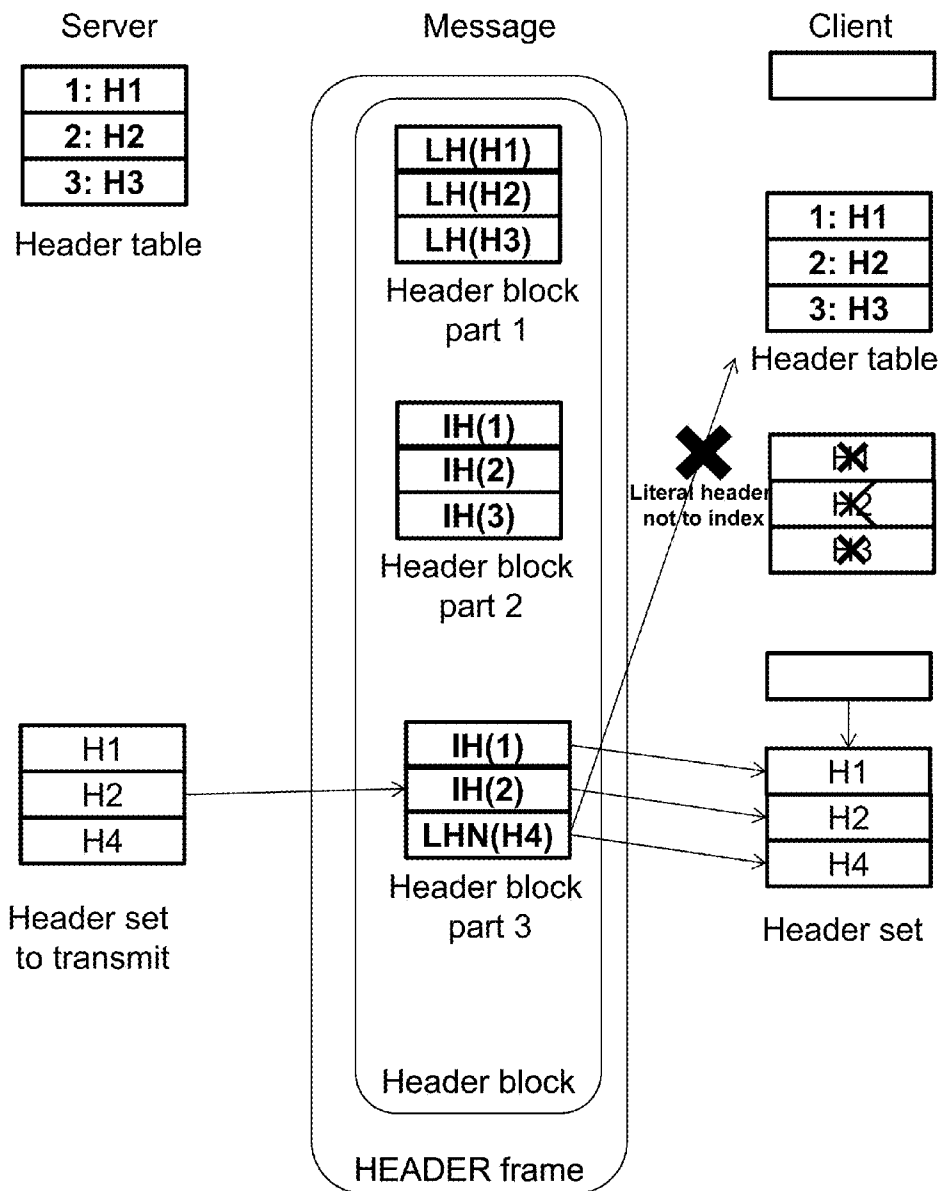 Server
Message
Client
1: H1
2: H2
3: H3
Header table
LH(H1)
LH(H2)
LH(H3)
Header block
part 1
1: H1
2: H2
3: H3
Header table
IH(1)
IH(2)
IH(3)
Header block
part 2
Literal header
not to index
H1
H2
H3
H1
H2
H4
Header set
to transmit
IH(1)
IH(2)
LHN(H4)
Header block
part 3
H1
H2
H4
Header set
Header block
HEADER frame